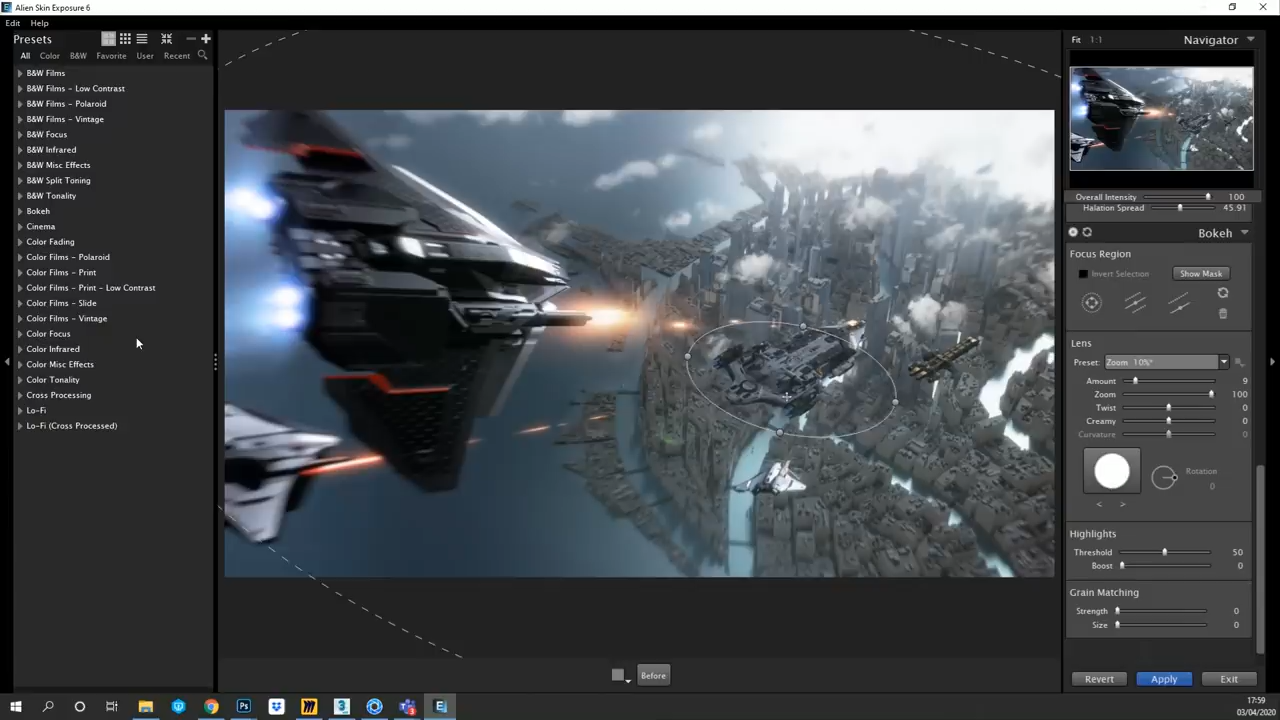 Alien Skin Exposure 6
Edit Help
Presets
All Color B&W Favorite User Recent
B&W Films
B&W Films - Low Contrast
B&W Films - Polaroid
B&W Films - Vintage
B&W Focus
B&W Infrared
B&W Misc Effects
B&W Split Toning
B&W Tonality
Bokeh
Cinema
Color Fading
Color Films - Polaroid
Color Films - Print
Color Films - Print - Low Contrast
Color Films - Slide
Color Films - Vintage
Color Focus
Color Infrared
Color Misc Effects
Color Tonality
Cross Processing
Lo-Fi
Lo-Fi (Cross Processed)
Before
Fit 1:1 Navigator
Overall Intensity 100
Halation Spread 45.91
Bokeh
Focus Region
Invert Selection Show Mask
Lens
Preset: Zoom 10%*
Amount 9
Zoom 100
Twist 0
Creamy 0
Curvature 0
Rotation
0
< >
Highlights
Threshold 50
Boost 0
Grain Matching
Strength 0
Size 0
Revert Apply Exit
17:59
03/04/2020